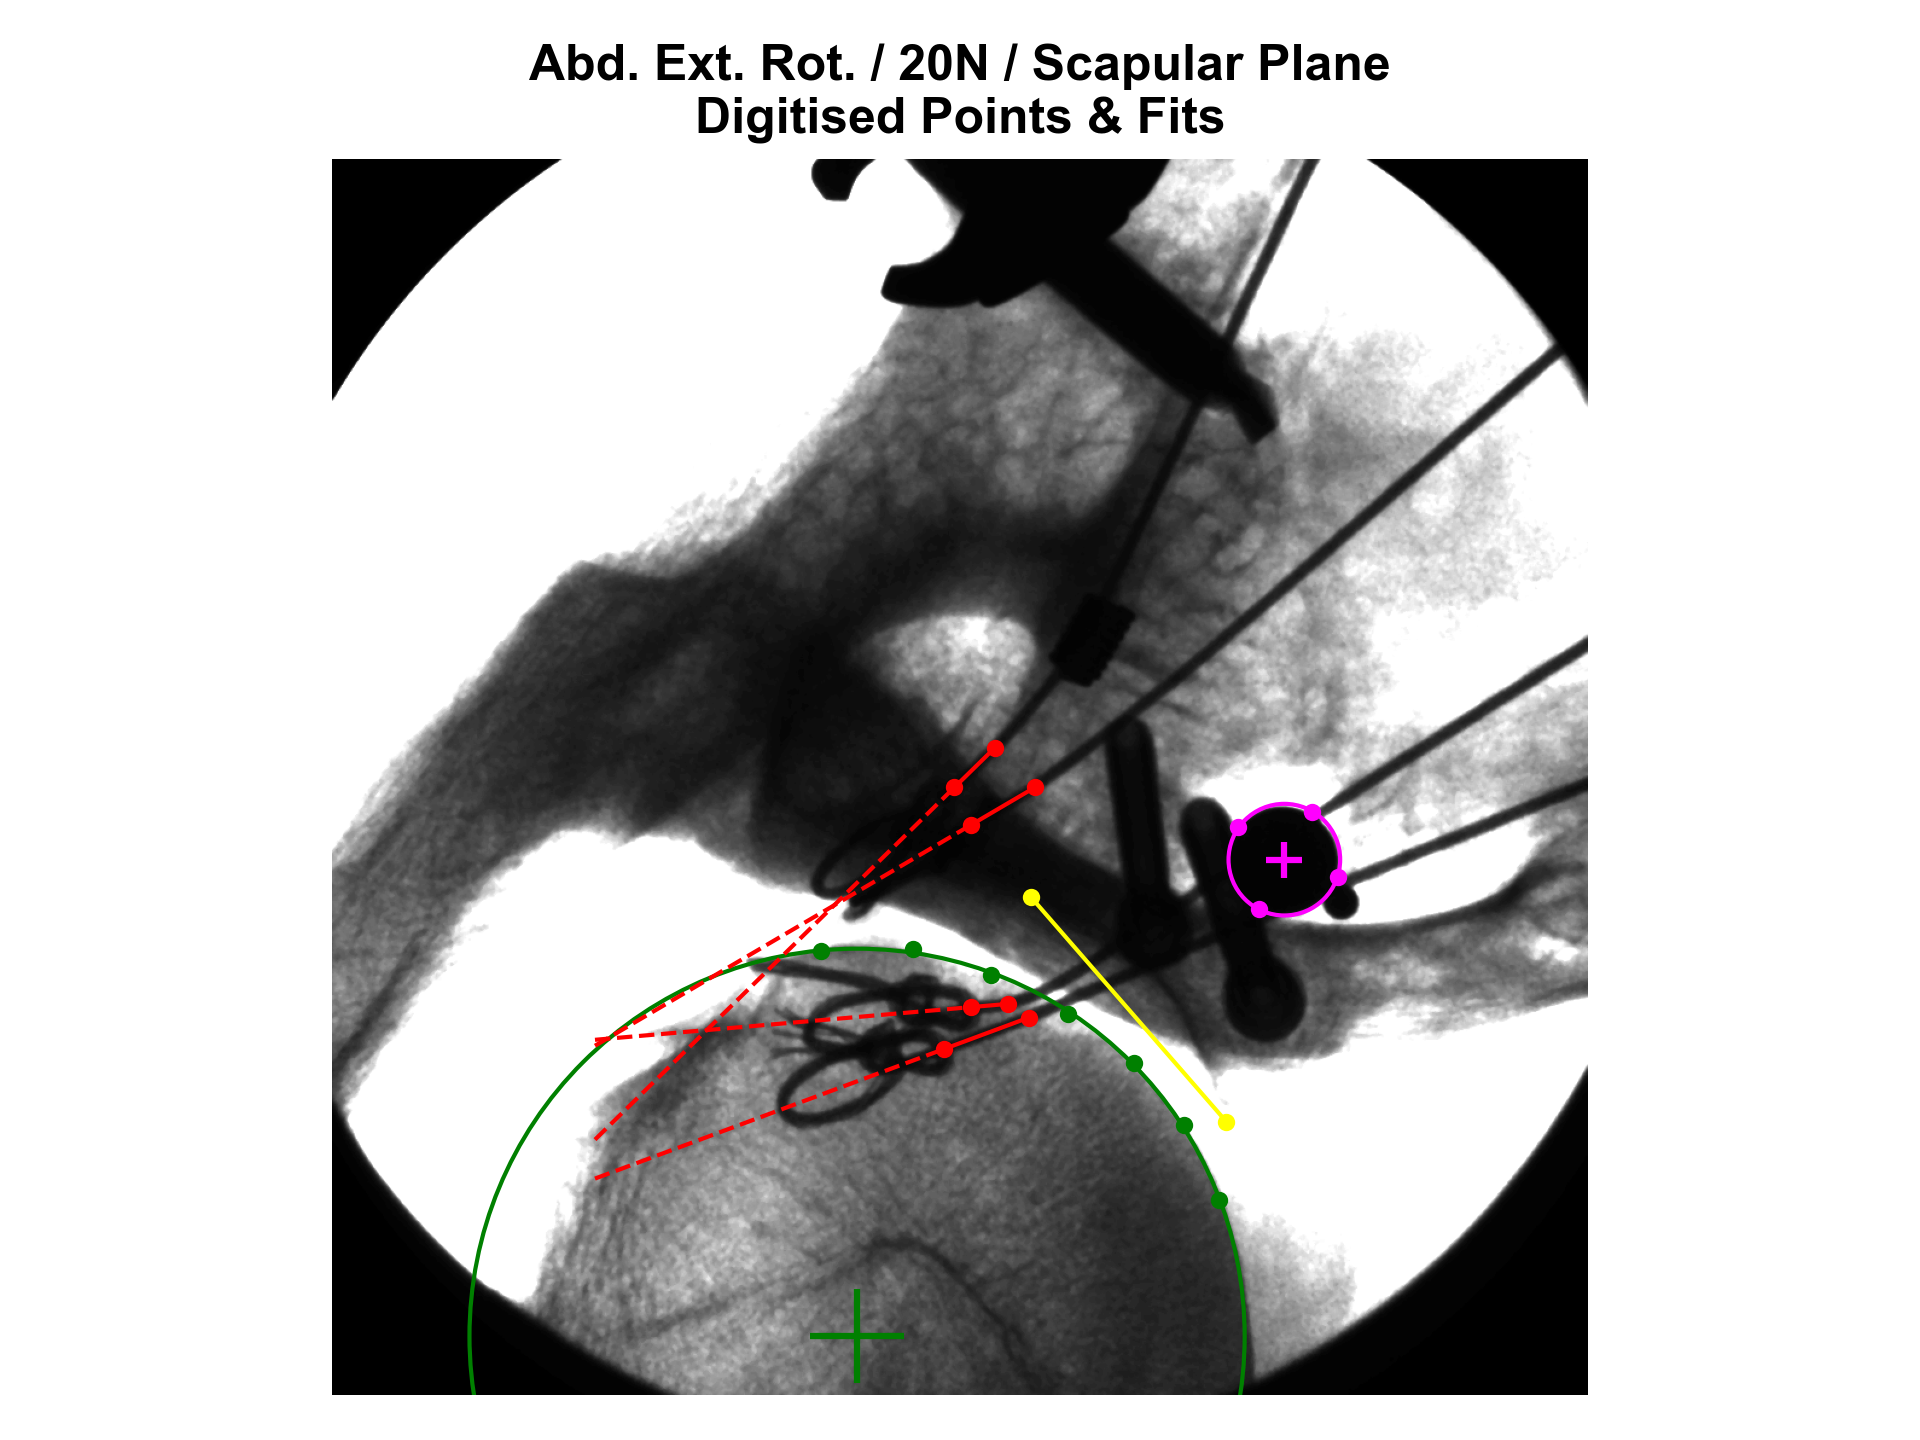 Abd. Ext. Rot. / 20N / Scapular Plane
Digitised Points & Fits